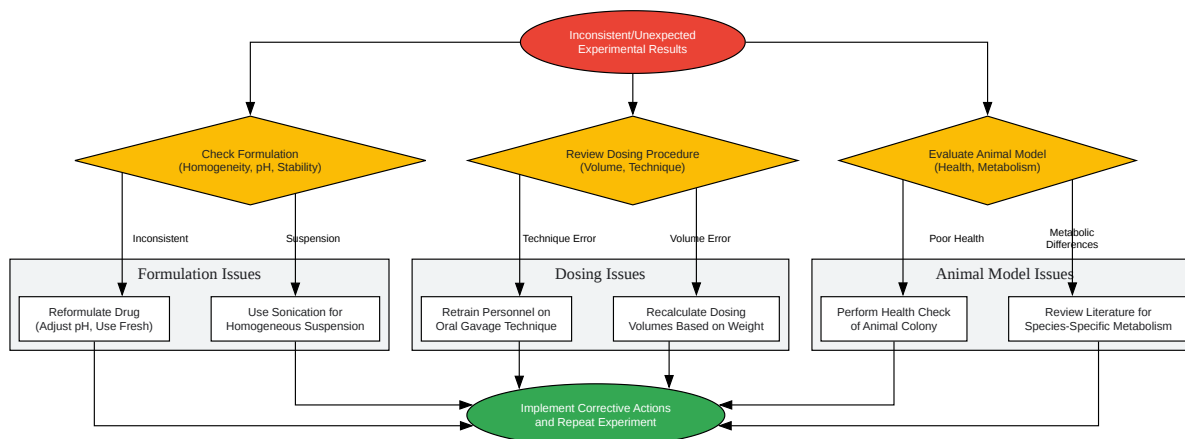 Inconsistent/Unexpected
Experimental Results
Check Formulation
(Homogeneity, pH, Stability)
Review Dosing Procedure
(Volume, Technique)
Evaluate Animal Model
(Health, Metabolism)
Inconsistent
Suspension
Technique Error
Volume Error
Poor Health
Metabolic
Differences
Formulation Issues
Dosing Issues
Animal Model Issues
Reformulate Drug
(Adjust pH, Use Fresh)
Use Sonication for
Homogeneous Suspension
Retrain Personnel on
Oral Gavage Technique
Recalculate Dosing
Volumes Based on Weight
Perform Health Check
of Animal Colony
Review Literature for
Species-Specific Metabolism
Implement Corrective Actions
and Repeat Experiment